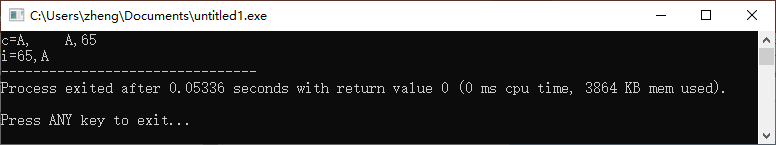 C:\Users\zheng\Documents\untitled1.exe
c=A,    A,65
i=65,A
--------------------------------
Process exited after 0.05336 seconds with return value 0 (0 ms cpu time, 3864 KB mem used).
Press ANY key to exit...